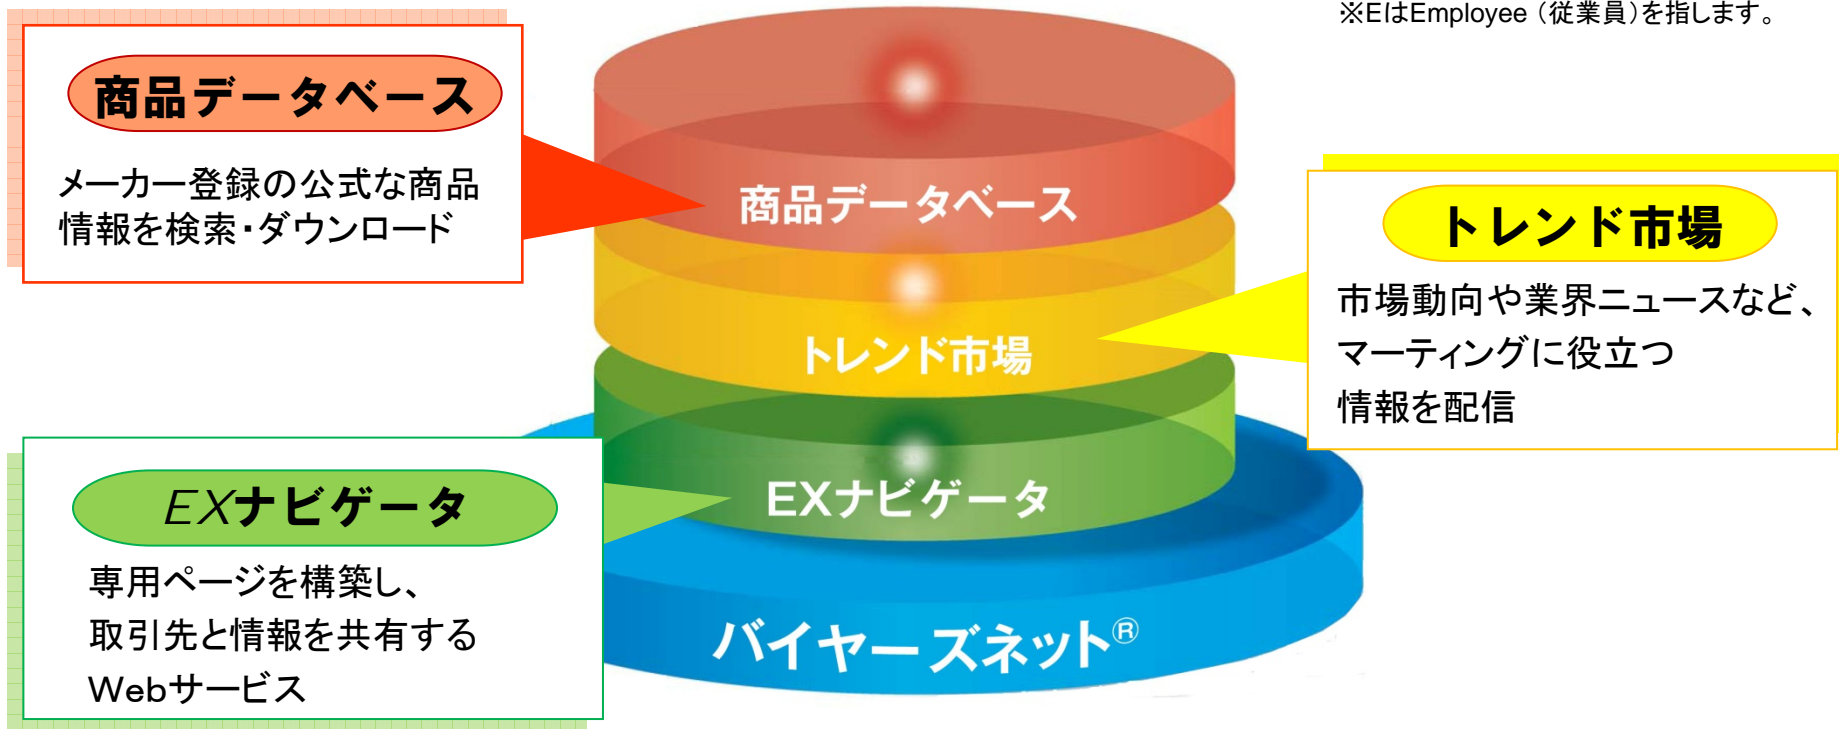 ※EはEmployee（従業員）を指します。
商品データベース
メーカー登録の公式な商品
情報を検索・ダウンロード
商品データベース
トレンド市場
市場動向や業界ニュースなど、
マーティングに役立つ
情報を配信
トレンド市場
EXナビゲータ
専用ページを構築し、
取引先と情報を共有する
Webサービス
EXナビゲータ
バイヤーズネット®